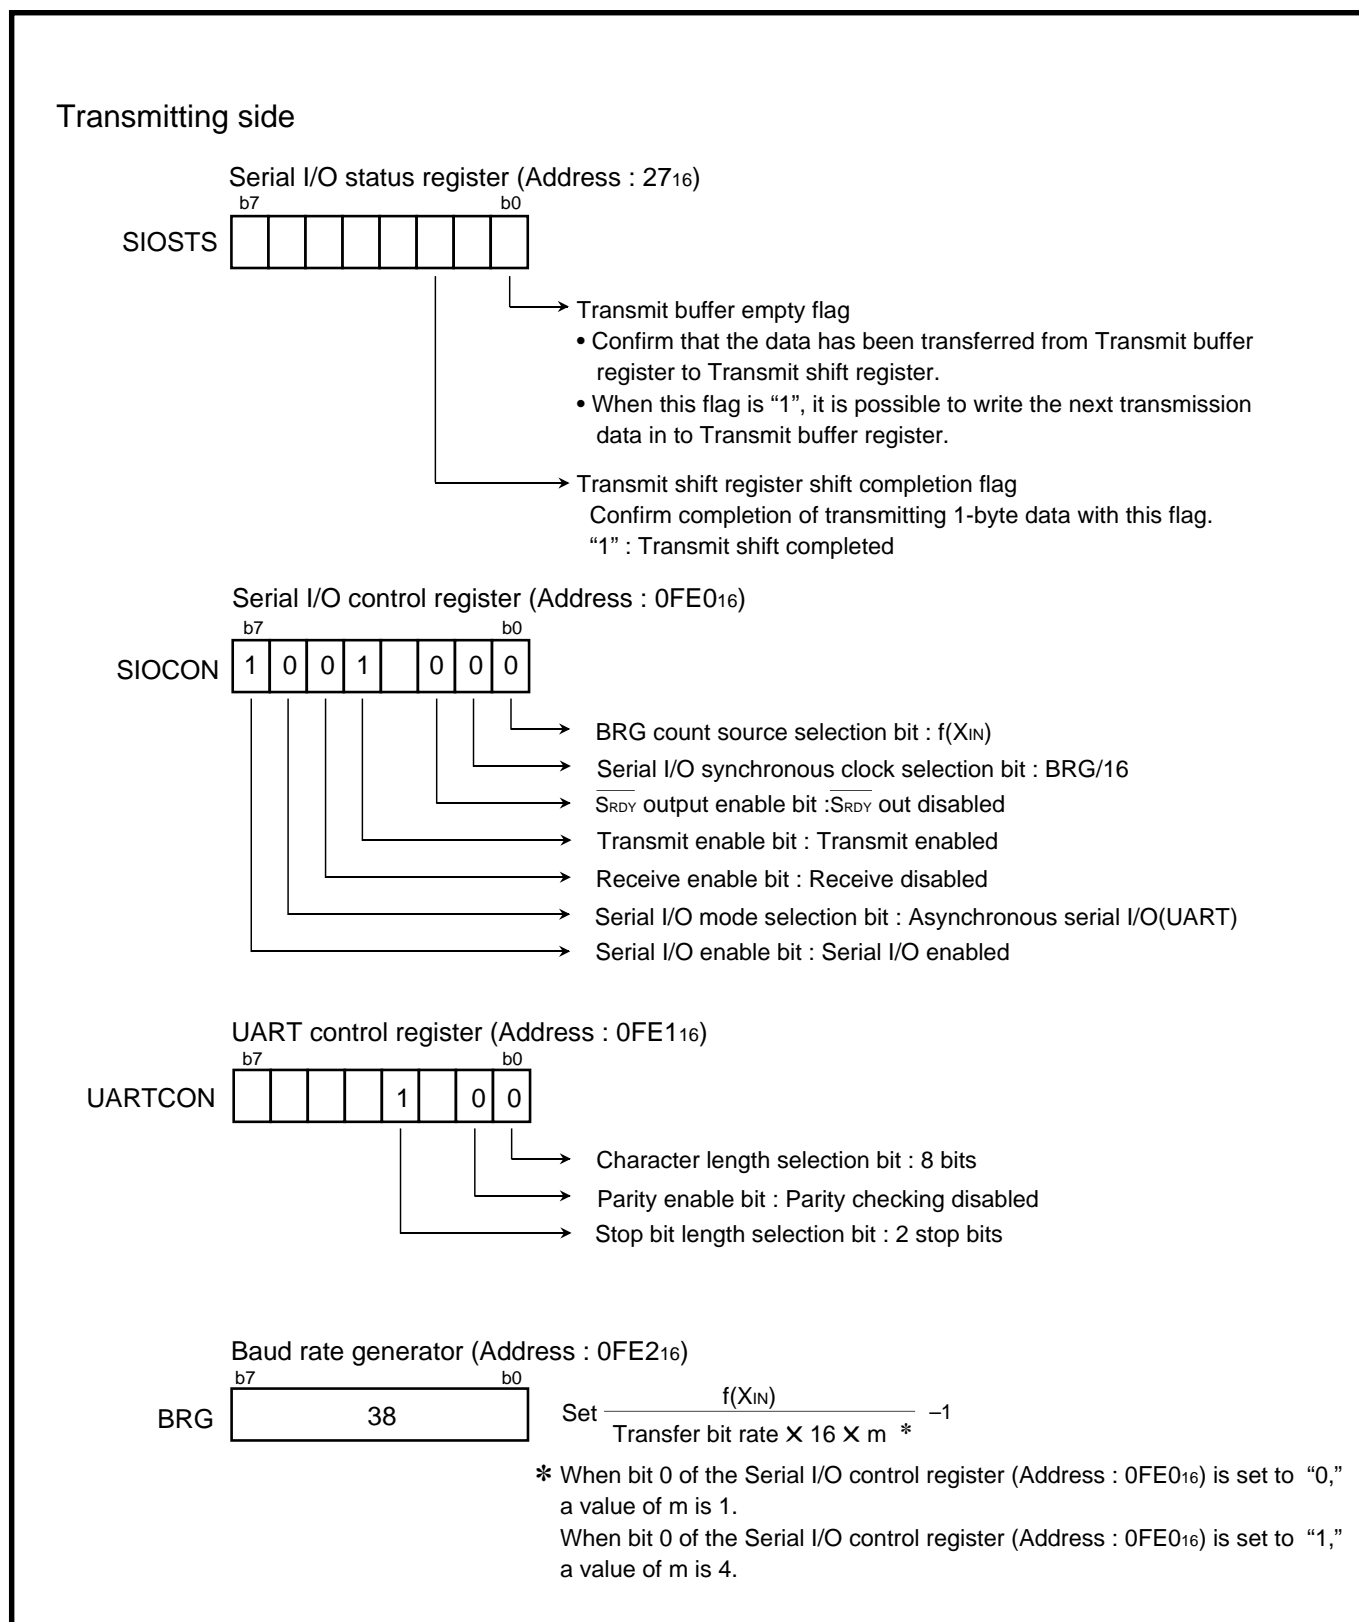 Transmitting side
Serial I/O status register (Address : 2716)
b7 b0
SIOSTS
Transmit buffer empty flag
• Confirm that the data has been transferred from Transmit buffer
register to Transmit shift register.
• When this flag is “1”, it is possible to write the next transmission
data in to Transmit buffer register.
Transmit shift register shift completion flag
Confirm completion of transmitting 1-byte data with this flag.
“1” : Transmit shift completed
Serial I/O control register (Address : 0FE016)
b7 b0
SIOCON 1 0 0 1 0 0 0
BRG count source selection bit : f(XIN)
Serial I/O synchronous clock selection bit : BRG/16
SRDY output enable bit :SRDY out disabled
Transmit enable bit : Transmit enabled
Receive enable bit : Receive disabled
Serial I/O mode selection bit : Asynchronous serial I/O(UART)
Serial I/O enable bit : Serial I/O enabled
UART control register (Address : 0FE116)
b7 b0
UARTCON 1 0 0
Character length selection bit : 8 bits
Parity enable bit : Parity checking disabled
Stop bit length selection bit : 2 stop bits
Baud rate generator (Address : 0FE216)
b7 b0
BRG 38
f(XIN)
Set –1
Transfer bit rate ✕ 16 ✕ m ✻
✻ When bit 0 of the Serial I/O control register (Address : 0FE016) is set to “0,”
a value of m is 1.
When bit 0 of the Serial I/O control register (Address : 0FE016) is set to “1,”
a value of m is 4.